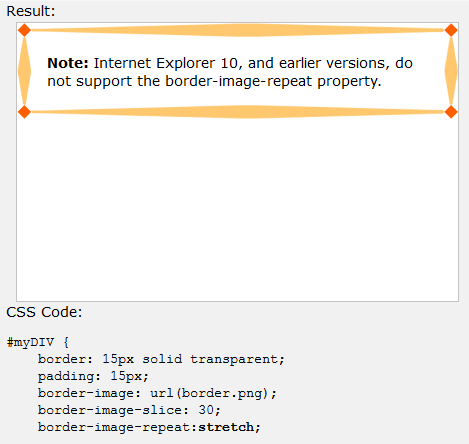 Result:
Note: Internet Explorer 10, and earlier versions, do
not support the border-image-repeat property.
CSS Code:
#myDIV {
    border: 15px solid transparent;
    padding: 15px;
    border-image: url(border.png);
    border-image-slice: 30;
    border-image-repeat:stretch;